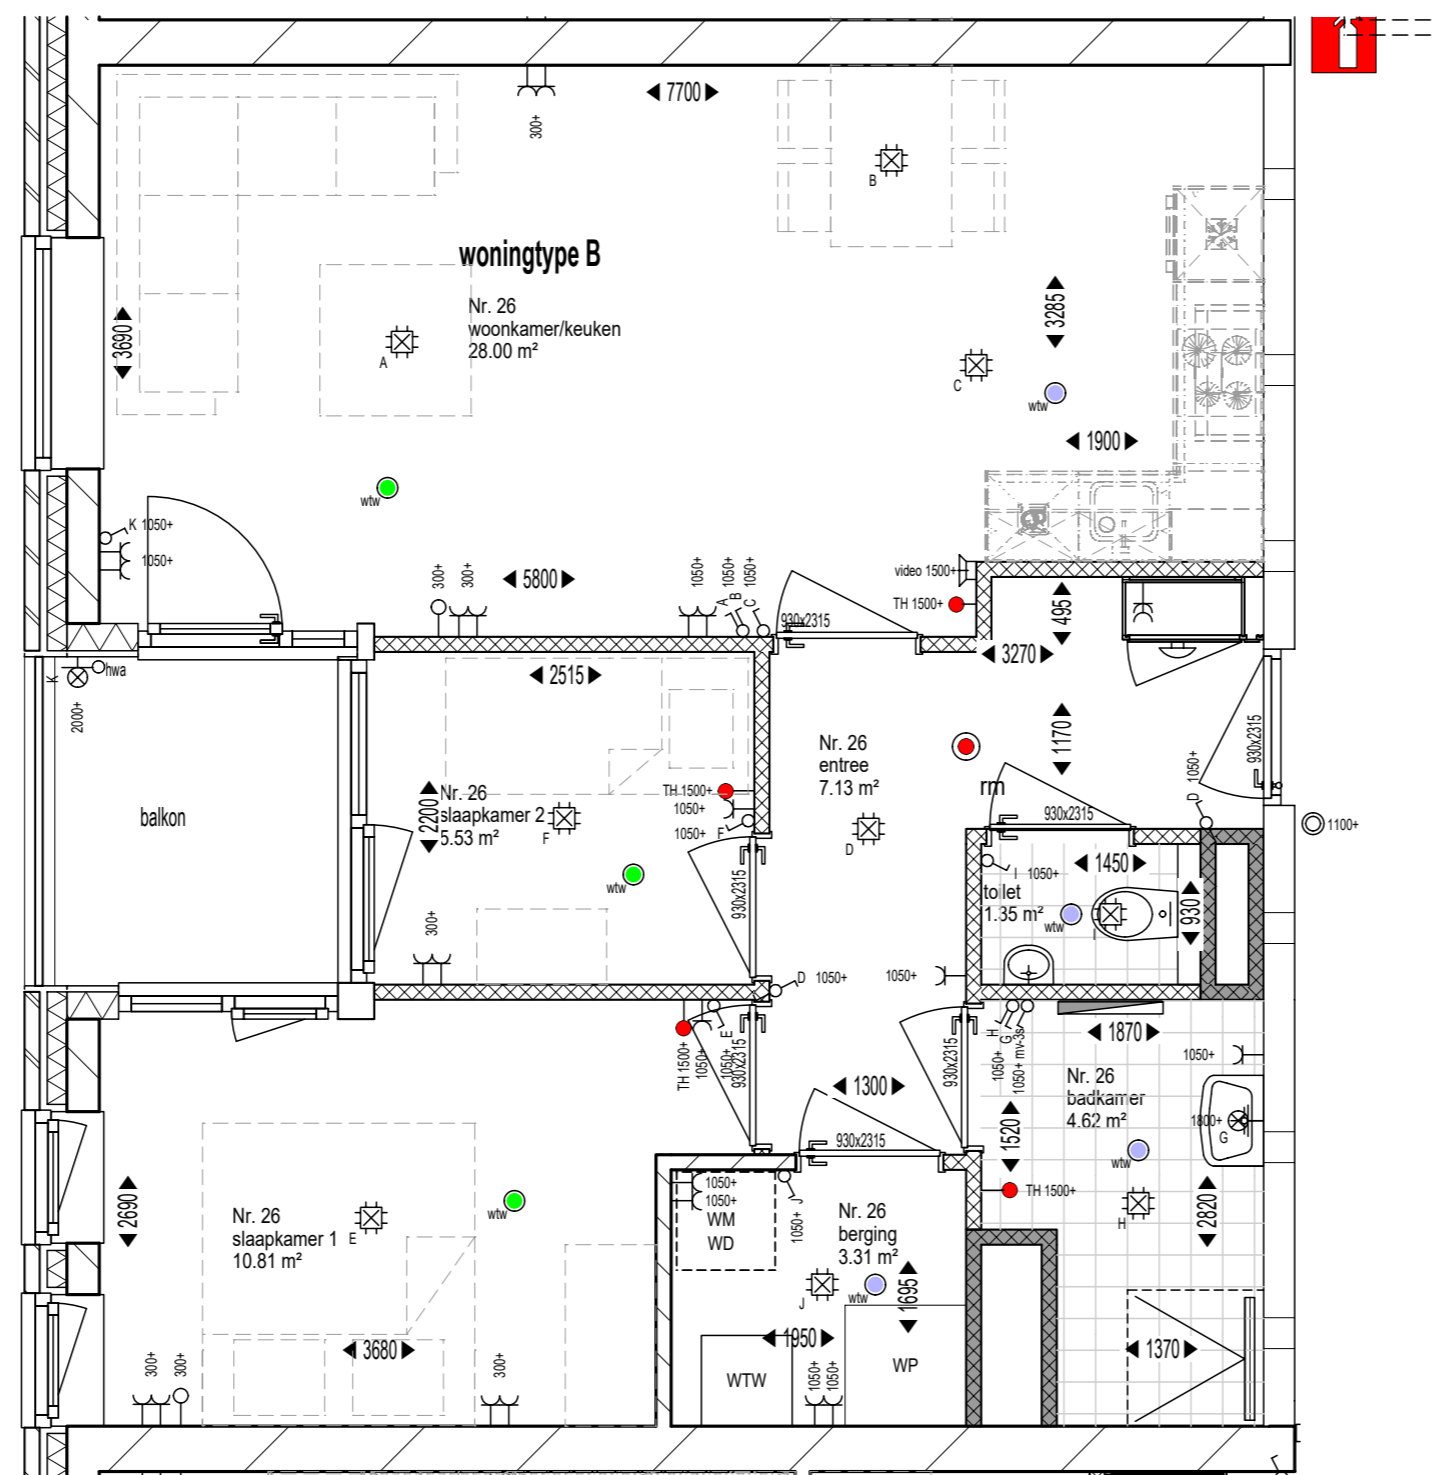 300+
7700
B
woningtype B
Nr. 26
woonkamer/keuken
28.00 m²
3690
A
3285
C
wtw
1900
wtw
K 1050+
1050+
5800
300+
300+
1050+
1050+
1050+
A
B
C
video 1500+
TH 1500+
930x2315
495
3270
hwa
K
2000+
2515
Nr. 26
entree
7.13 m²
1170
1050+
D
930x2315
rm
930x2315
TH 1500+
1050+
1050+ F
Nr. 26
slaapkamer 2
5.53 m²
2200
F
balkon
D
1100+
I 1050+
1450
toilet
1.35 m²
wtw
I
930
wtw
930x2315
300+
D 1050+
1050+
TH 1500+
1050+
1050+
E
930x2315
930x2315
H
G
1050+
1050+ mv-3s
1870
1050+
Nr. 26
badkamer
4.62 m²
1800+
G
1300
930x2315
1520
wtw
TH 1500+
H
2820
2690
Nr. 26
slaapkamer 1
10.81 m²
E
wtw
1050+
1050+
WM
WD
J
1050+
Nr. 26
berging
3.31 m²
J
wtw
1695
1950
3680
1370
WTW
WP
300+
300+
300+
1050+
1050+